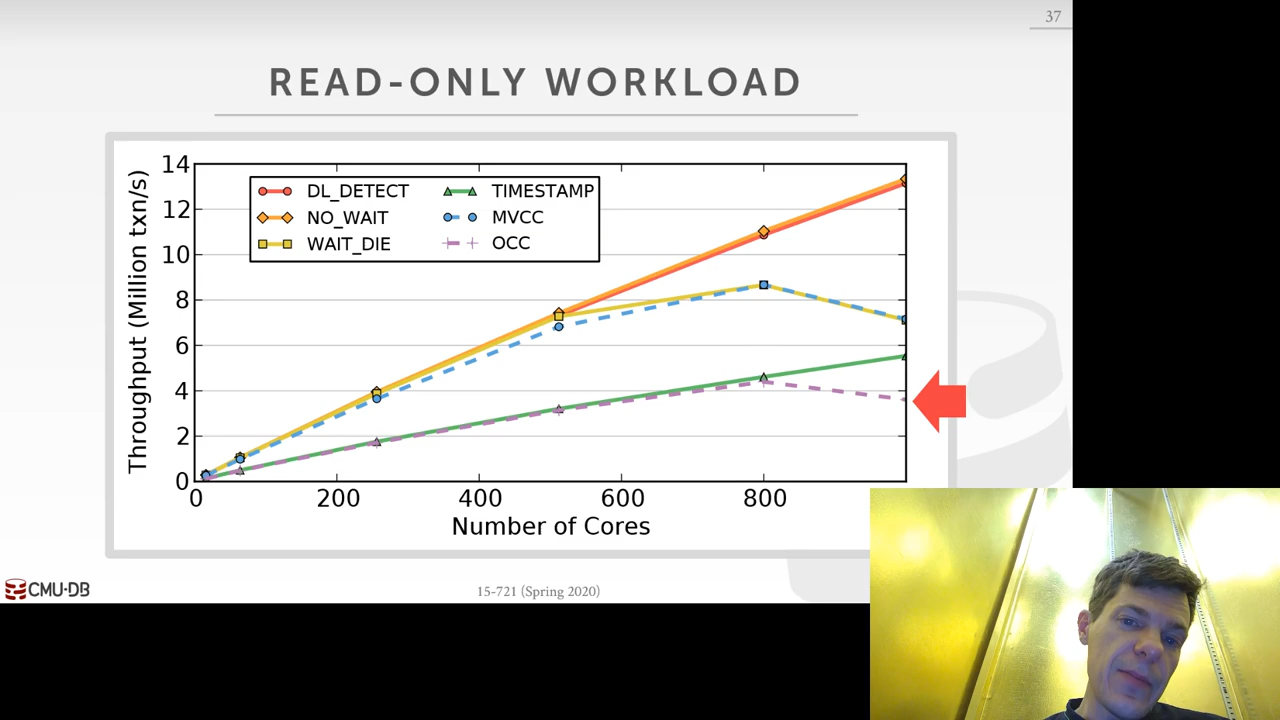 37
READ-ONLY WORKLOAD
Throughput (Million txn/s)
14
12
10
8
6
4
2
0
DL_DETECT
NO_WAIT
WAIT_DIE
TIMESTAMP
MVCC
OCC
0 200 400 600 800
Number of Cores
CMU·DB
15-721 (Spring 2020)